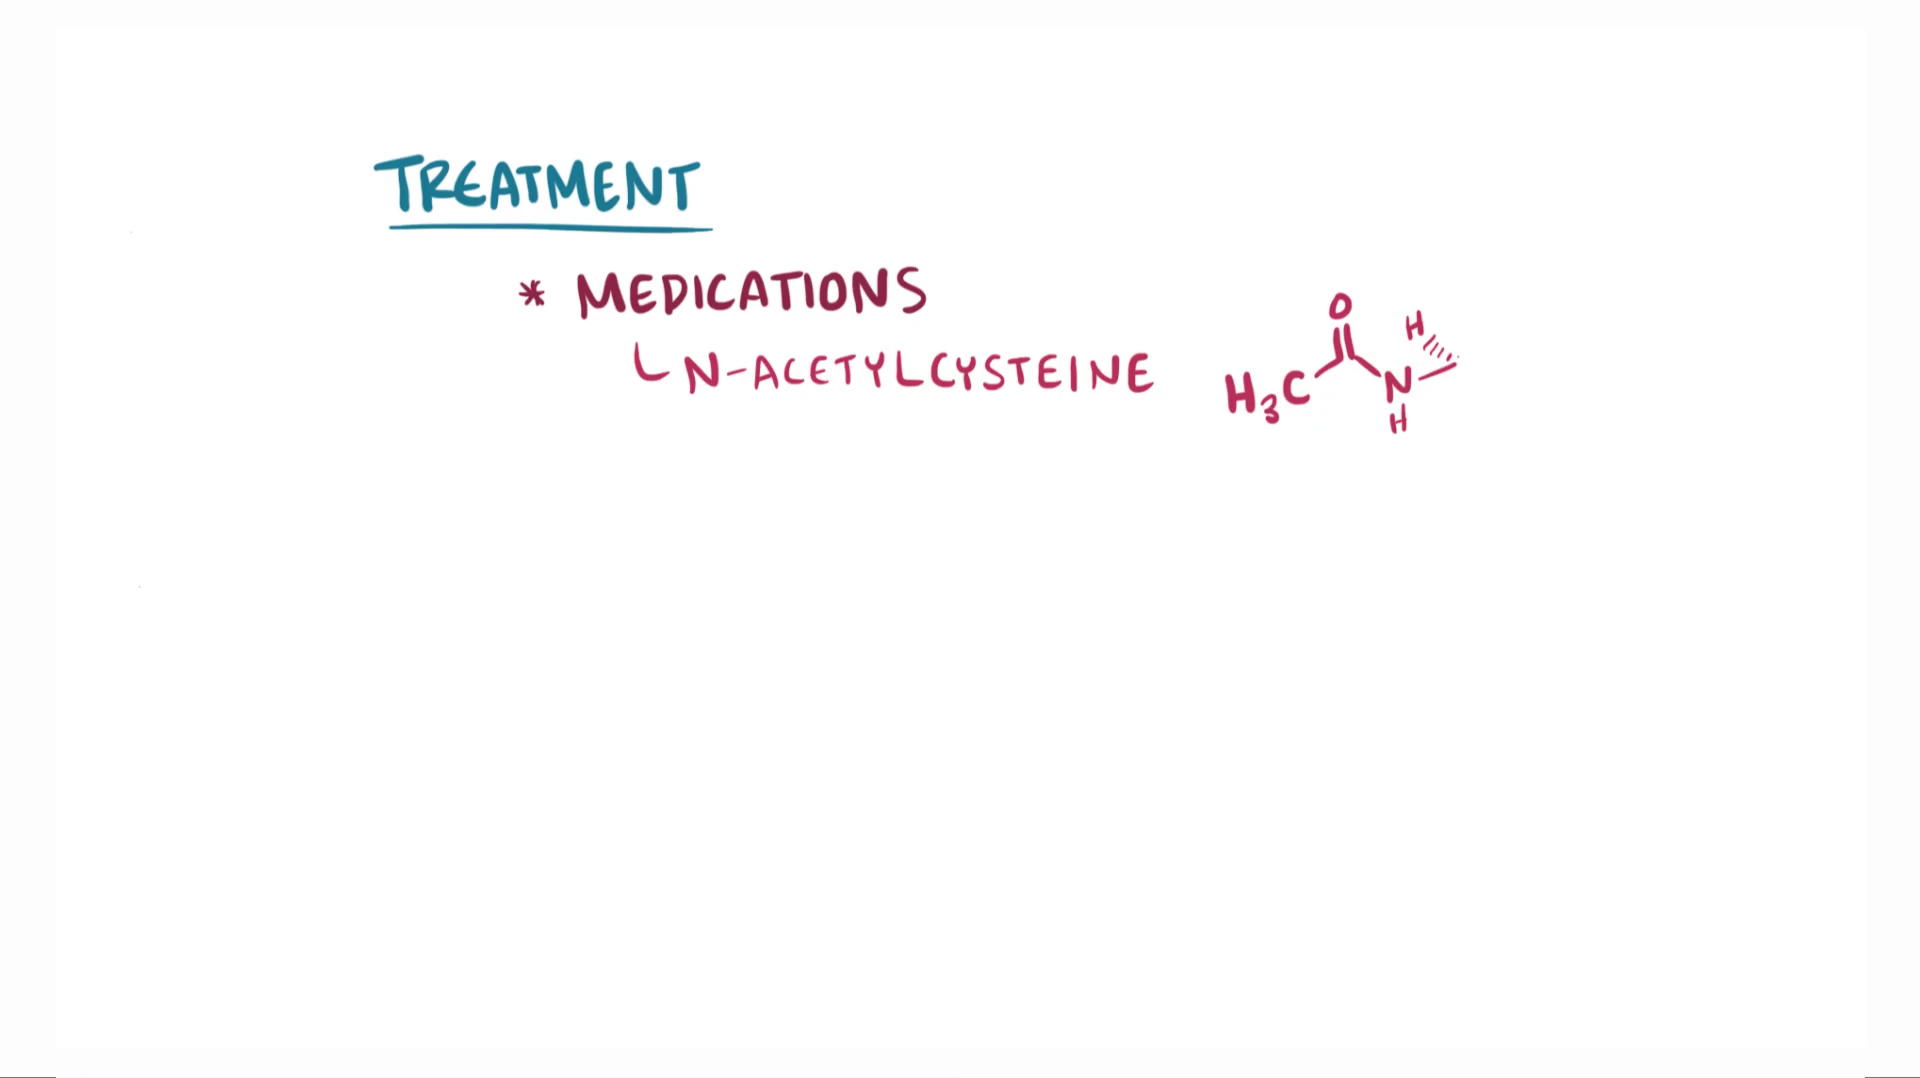 TREATMENT
* MEDICATIONS
N-ACETYLCYSTEINE
O
H
H3C
N
H